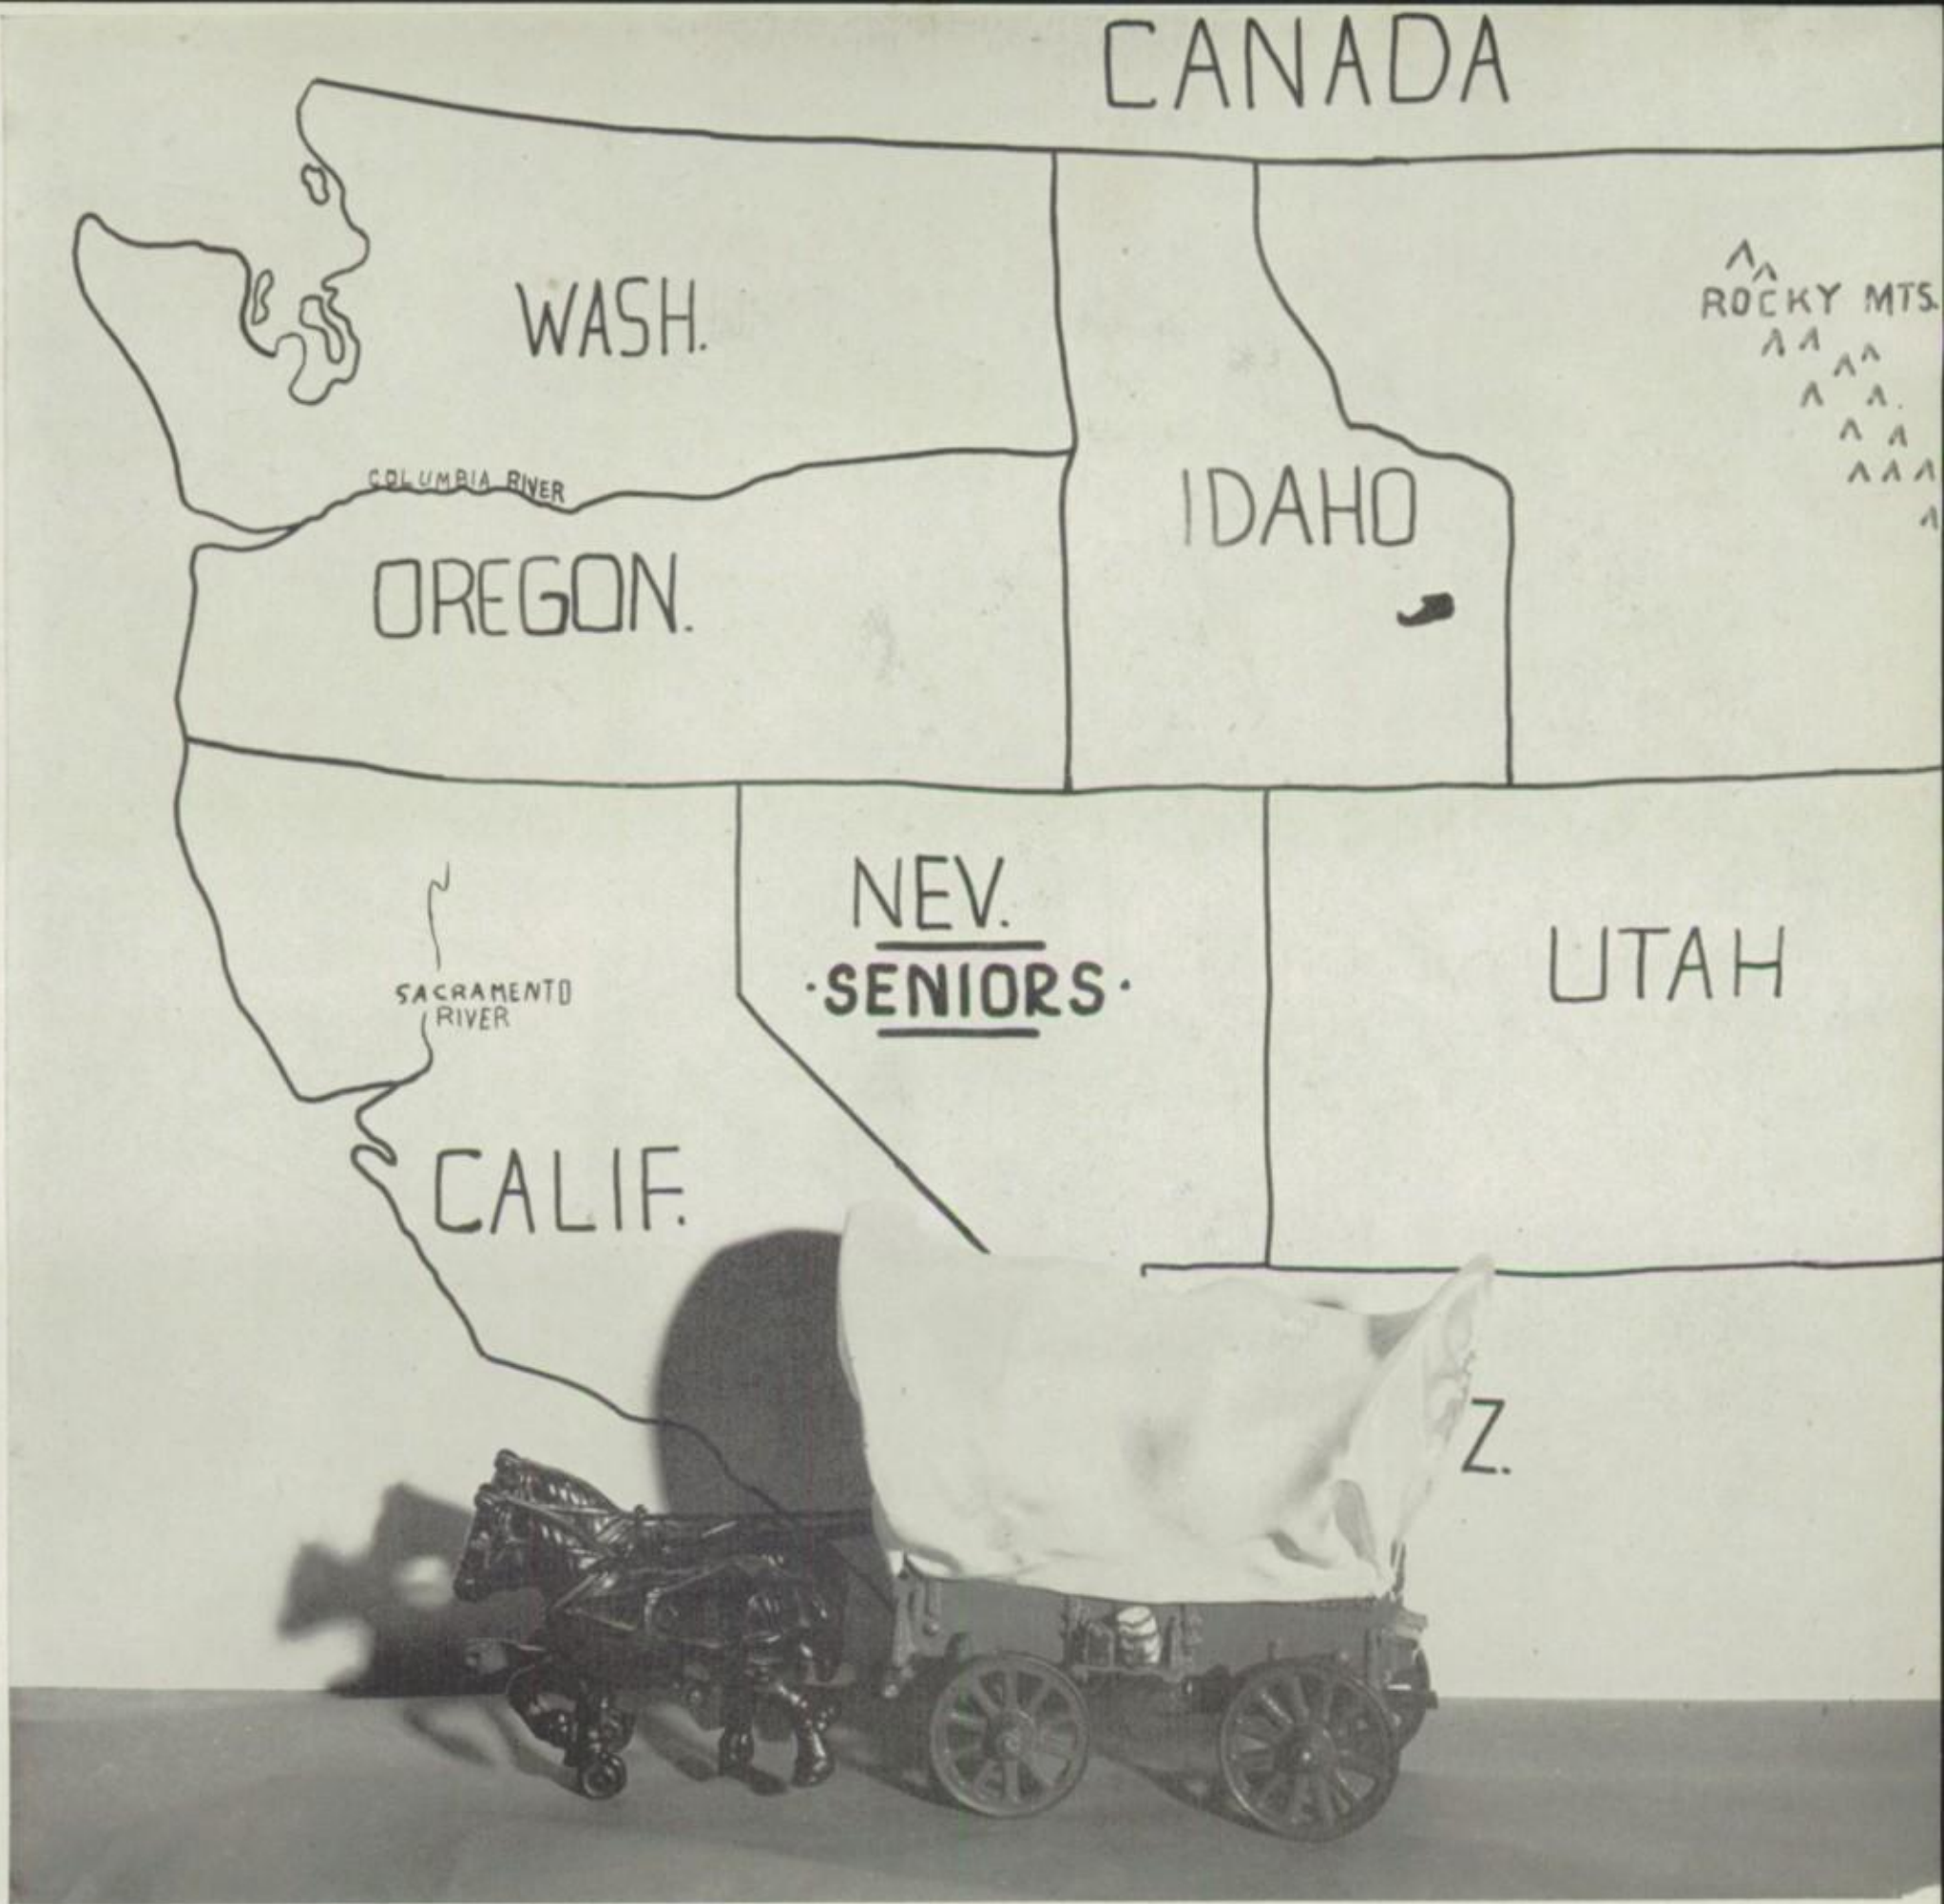 CANADA
ROCKY MTS.
WASH.
COLUMBIA RIVER
IDAHO
OREGON.
NEV.
·SENIORS·
UTAH
SACRAMENTO
RIVER
CALIF.
Z.